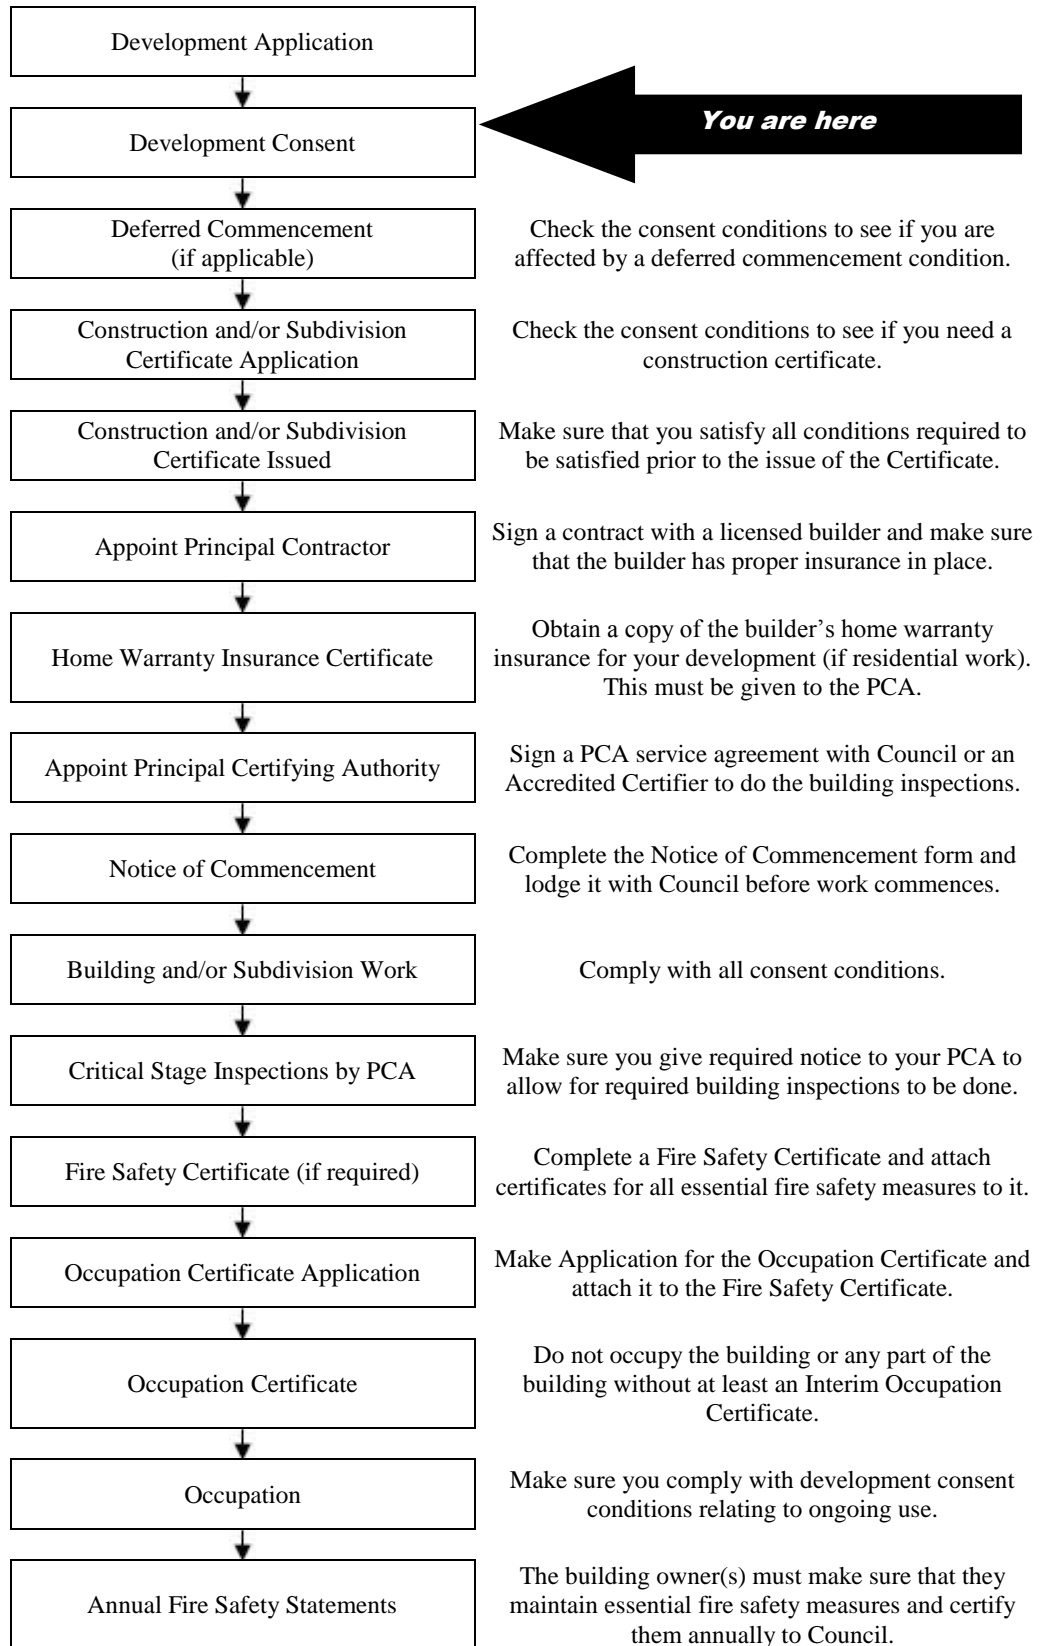 Development Application
Development Consent
You are here
Deferred Commencement
(if applicable)
Check the consent conditions to see if you are
affected by a deferred commencement condition.
Construction and/or Subdivision
Certificate Application
Check the consent conditions to see if you need a
construction certificate.
Construction and/or Subdivision
Certificate Issued
Make sure that you satisfy all conditions required to
be satisfied prior to the issue of the Certificate.
Appoint Principal Contractor
Sign a contract with a licensed builder and make sure
that the builder has proper insurance in place.
Home Warranty Insurance Certificate
Obtain a copy of the builder’s home warranty
insurance for your development (if residential work).
This must be given to the PCA.
Appoint Principal Certifying Authority
Sign a PCA service agreement with Council or an
Accredited Certifier to do the building inspections.
Notice of Commencement
Complete the Notice of Commencement form and
lodge it with Council before work commences.
Building and/or Subdivision Work
Comply with all consent conditions.
Critical Stage Inspections by PCA
Make sure you give required notice to your PCA to
allow for required building inspections to be done.
Fire Safety Certificate (if required)
Complete a Fire Safety Certificate and attach
certificates for all essential fire safety measures to it.
Occupation Certificate Application
Make Application for the Occupation Certificate and
attach it to the Fire Safety Certificate.
Occupation Certificate
Do not occupy the building or any part of the
building without at least an Interim Occupation
Certificate.
Occupation
Make sure you comply with development consent
conditions relating to ongoing use.
Annual Fire Safety Statements
The building owner(s) must make sure that they
maintain essential fire safety measures and certify
them annually to Council.